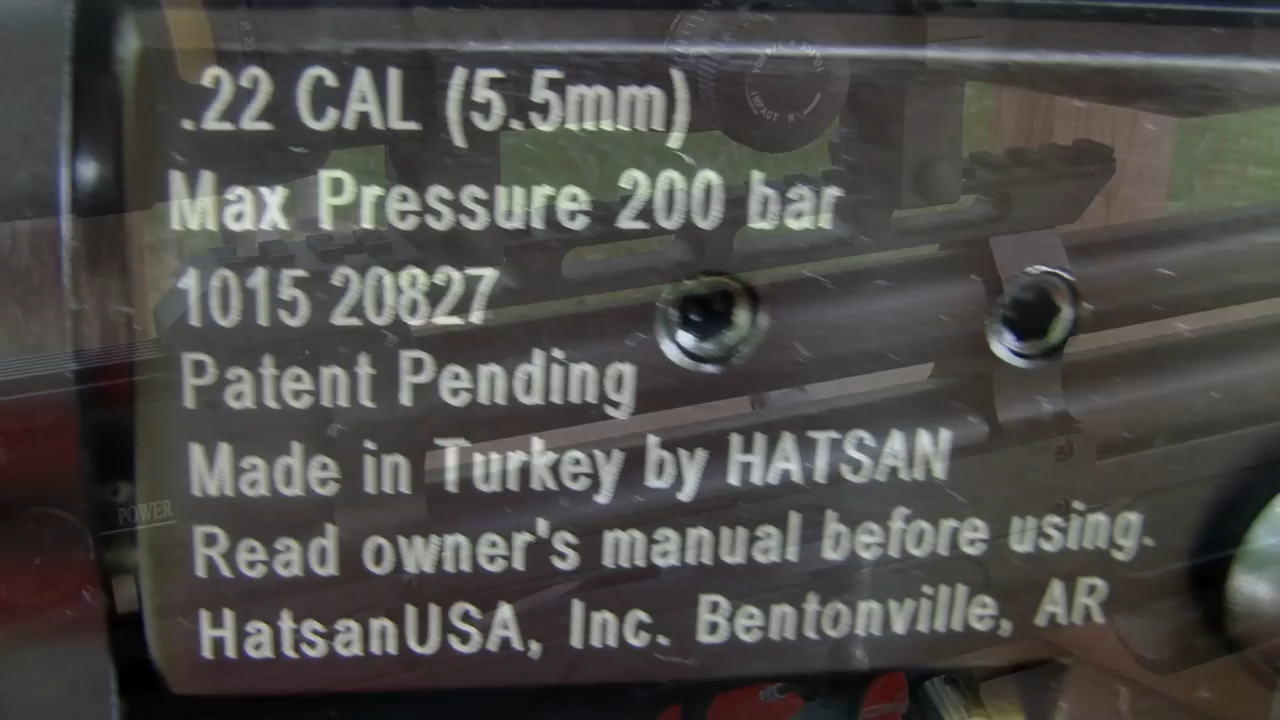 .22 CAL (5.5mm)
Max Pressure 200 bar
1015 20827
Patent Pending
Made in Turkey by HATSAN
Read owner's manual before using.
HatsanUSA, Inc. Bentonville, AR
POWER
IMPACT